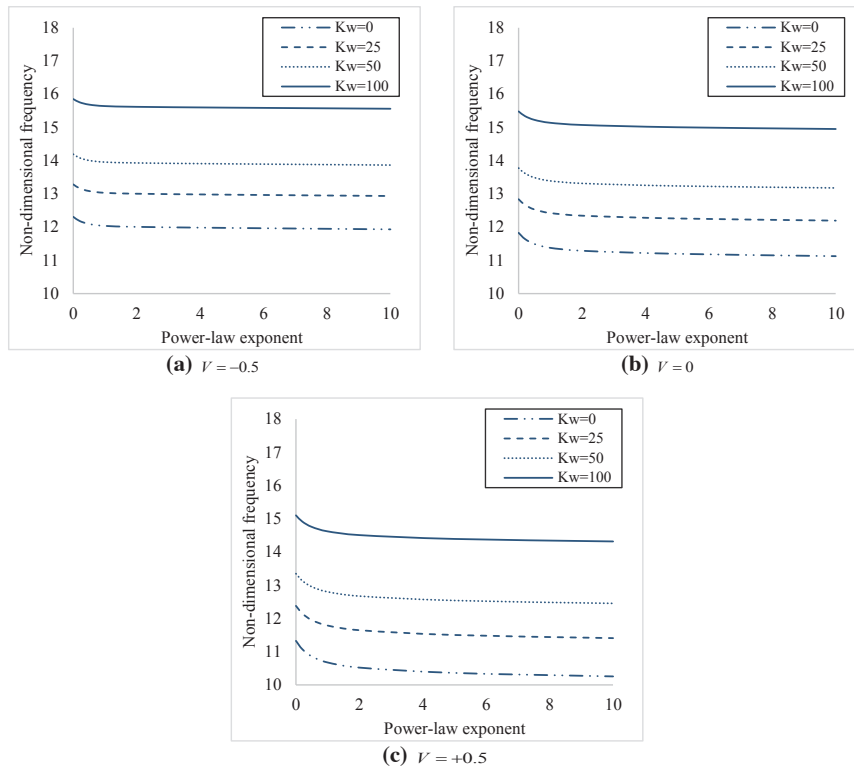 18
17
16
15
14
13
12
11
10
Non-dimensional frequency
Kw=0
Kw=25
Kw=50
Kw=100
0 2 4 6 8 10
Power-law exponent
(a) V = −0.5
18
17
16
15
14
13
12
11
10
Non-dimensional frequency
Kw=0
Kw=25
Kw=50
Kw=100
0 2 4 6 8 10
Power-law exponent
(b) V = 0
18
17
16
15
14
13
12
11
10
Non-dimensional frequency
Kw=0
Kw=25
Kw=50
Kw=100
0 2 4 6 8 10
Power-law exponent
(c) V = +0.5